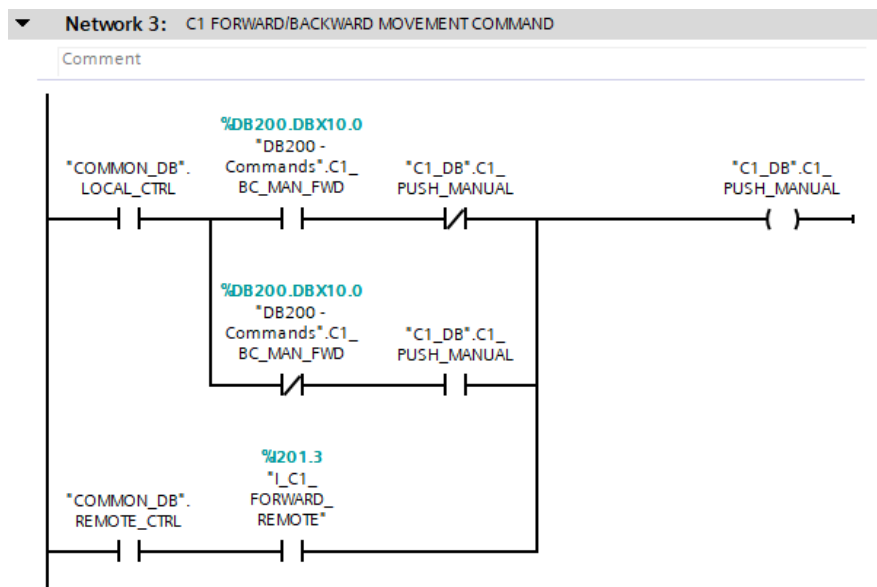 Network 3: C1 FORWARD/BACKWARD MOVEMENT COMMAND
Comment
%DB200.DBX10.0
"DB200 -
Commands".C1_
BC_MAN_FWD
"COMMON_DB".
LOCAL_CTRL
"C1_DB".C1_
PUSH_MANUAL
"C1_DB".C1_
PUSH_MANUAL
%DB200.DBX10.0
"DB200 -
Commands".C1_
BC_MAN_FWD
"C1_DB".C1_
PUSH_MANUAL
%I201.3
"I_C1_
FORWARD_
REMOTE"
"COMMON_DB".
REMOTE_CTRL